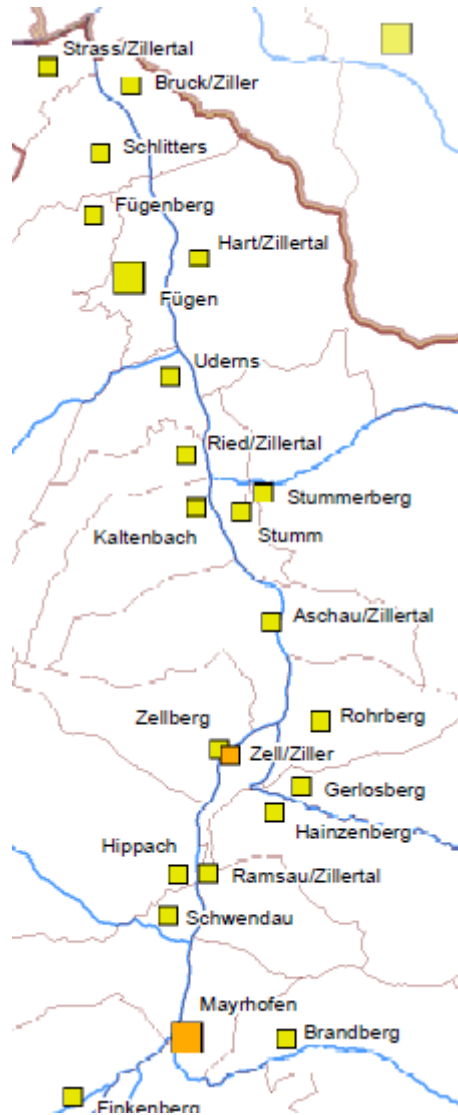 Strass/Zillertal
Bruck/Ziller
Schlitters
Fügenberg
Hart/Zillertal
Fügen
Uderns
Ried/Zillertal
Stummerberg
Kaltenbach
Stumm
Aschau/Zillertal
Rohrberg
Zellberg
Zell/Ziller
Gerlosberg
Hainzenberg
Hippach
Ramsau/Zillertal
Schwendau
Mayrhofen
Brandberg
Finkenberg